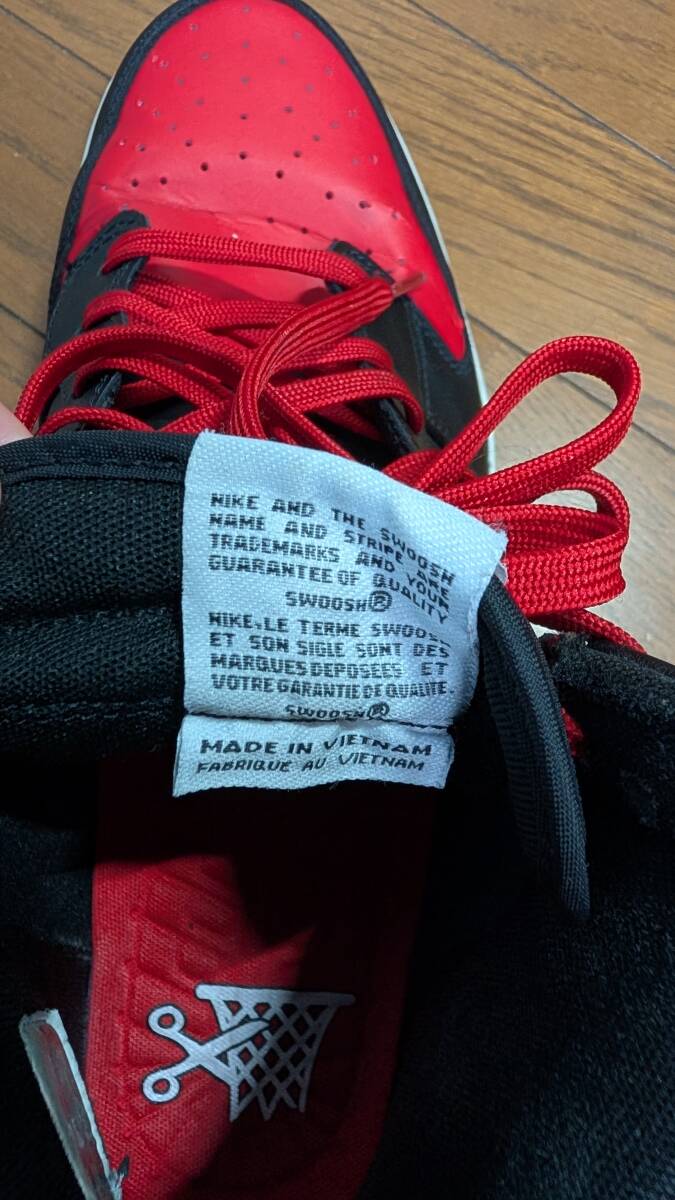 NIKE AND THE SWOOSH
NAME AND STRIPE ARE
TRADEMARKS AND YOUR
GUARANTEE OF QUALITY
SWOOSH®
NIKE, LE TERME
ET SON SIGLE SONT DES
MARQUES DEPOSEES ET
VOTRE GARANTIE DE QUALITE.
SWOOSH®
MADE IN VIETNAM
FABRIQUE AU VIETNAM